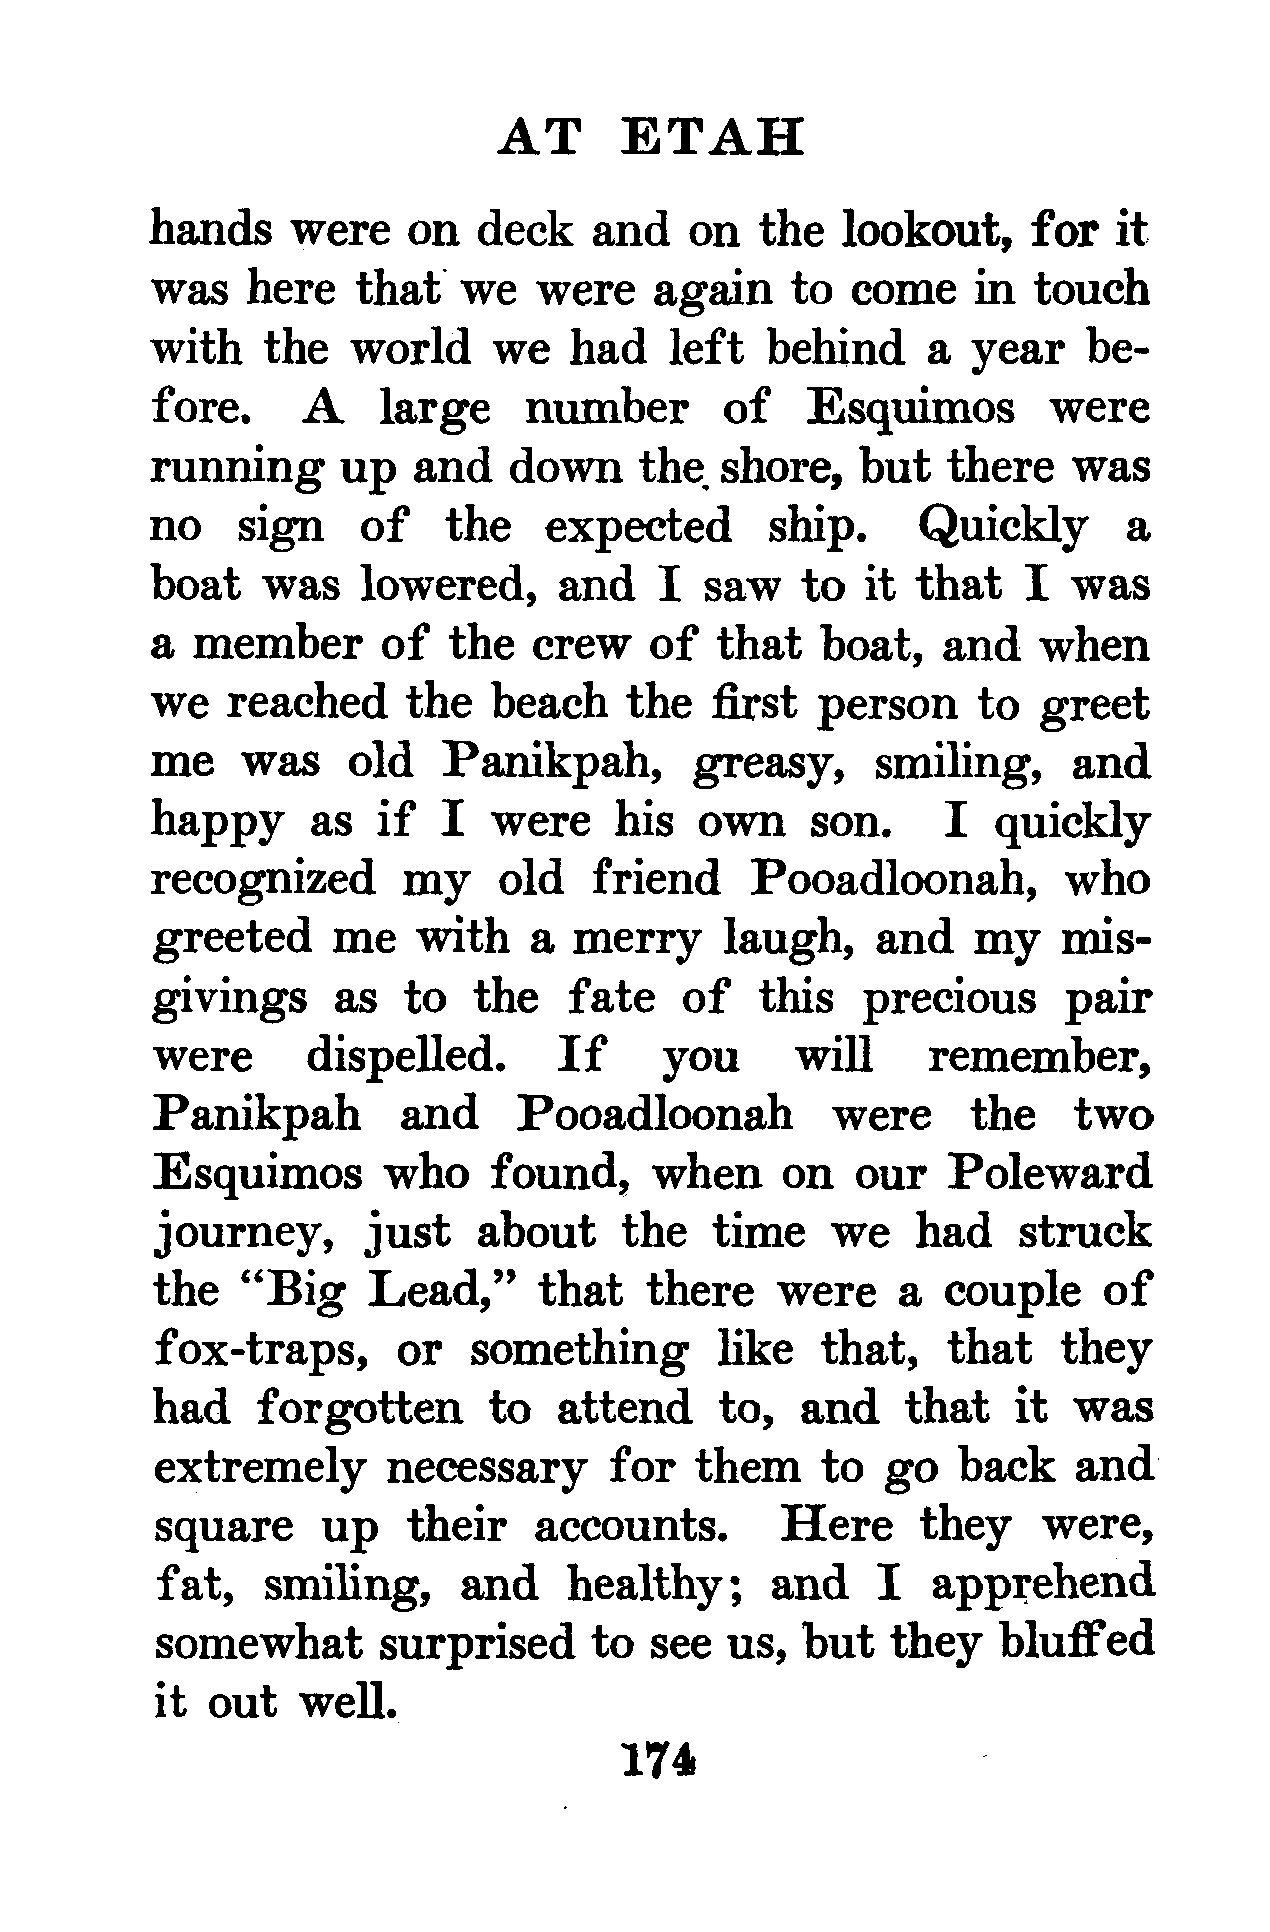 AT ETAH
hands were on deck and on the lookout, for it
was here that we were again to come in touch
with the world we had left behind a year be-
fore. A large number of Esquimos were
running up and down the shore, but there was
no sign of the expected ship. Quickly a
boat was lowered, and I saw to it that I was
a member of the crew of that boat, and when
we reached the beach the first person to greet
me was old Panikpah, greasy, smiling, and
happy as if I were his own son. I quickly
recognized my old friend Pooadloonah, who
greeted me with a merry laugh, and my mis-
givings as to the fate of this precious pair
were dispelled. If you will remember,
Panikpah and Pooadloonah were the two
Esquimos who found, when on our Poleward
journey, just about the time we had struck
the “Big Lead,” that there were a couple of
fox-traps, or something like that, that they
had forgotten to attend to, and that it was
extremely necessary for them to go back and
square up their accounts. Here they were,
fat, smiling, and healthy; and I apprehend
somewhat surprised to see us, but they bluffed
it out well.
174